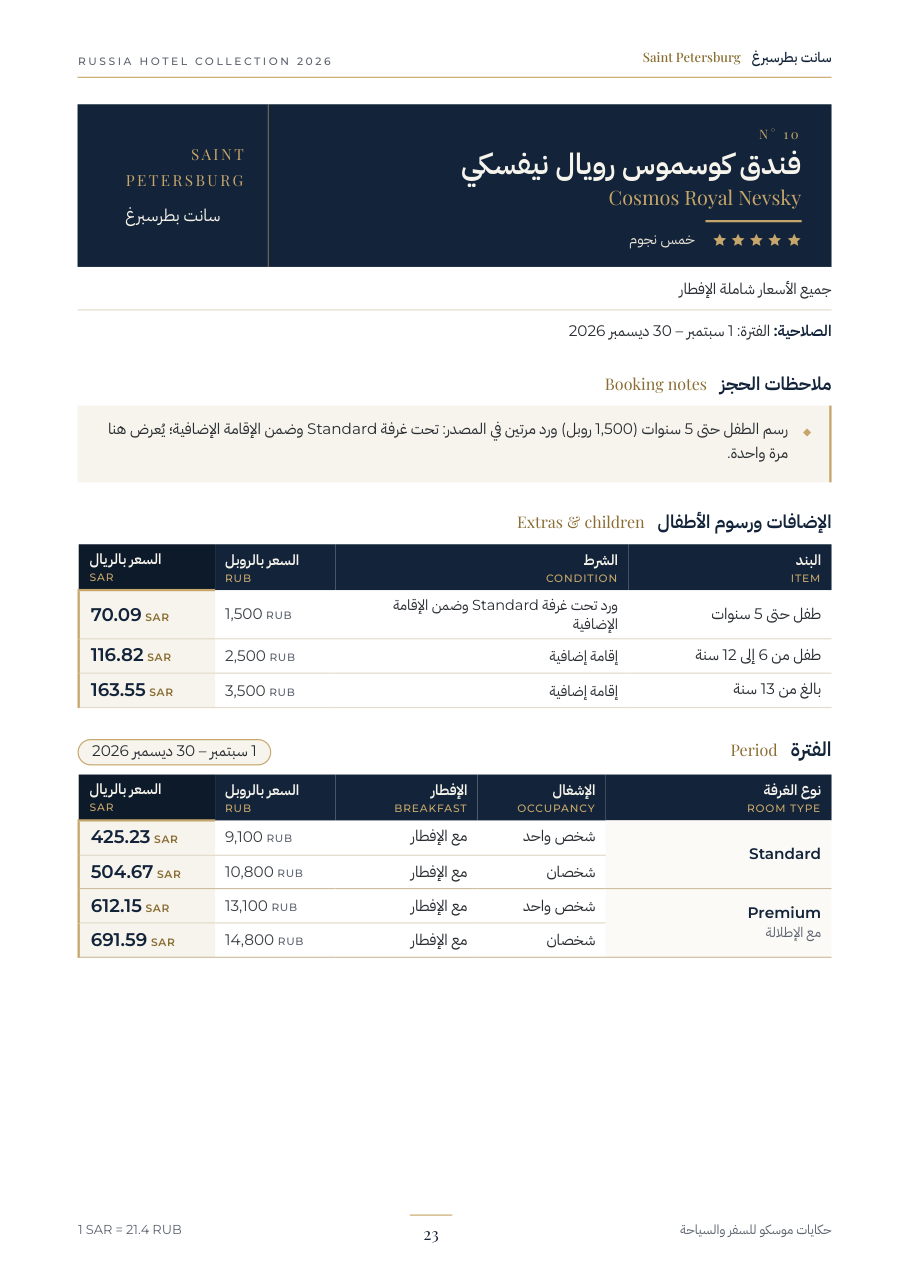 RUSSIA HOTEL COLLECTION 2026
سانت بطرسبرغ Saint Petersburg
N° 10
فندق كوسموس رويال نيفسكي
Cosmos Royal Nevsky
★★★★★ خمس نجوم
SAINT
PETERSBURG
سانت بطرسبرغ
جميع الأسعار شاملة الإفطار
الصلاحية: الفترة: 1 سبتمبر – 30 ديسمبر 2026
ملاحظات الحجز Booking notes
◆ رسم الطفل حتى 5 سنوات (1,500 روبل) ورد مرتين في المصدر: تحت غرفة Standard وضمن الإقامة الإضافية؛ يُعرض هنا
مرة واحدة.
الإضافات ورسوم الأطفال Extras & children
البند الشرط السعر بالروبل السعر بالريال
ITEM CONDITION RUB SAR
طفل حتى 5 سنوات ورد تحت غرفة Standard وضمن الإقامة
الإضافية 1,500 RUB 70.09 SAR
طفل من 6 إلى 12 سنة إقامة إضافية 2,500 RUB 116.82 SAR
بالغ من 13 سنة إقامة إضافية 3,500 RUB 163.55 SAR
الفترة Period 1 سبتمبر – 30 ديسمبر 2026
نوع الغرفة الإشغال الإفطار السعر بالروبل السعر بالريال
ROOM TYPE OCCUPANCY BREAKFAST RUB SAR
Standard شخص واحد مع الإفطار 9,100 RUB 425.23 SAR
شخصان مع الإفطار 10,800 RUB 504.67 SAR
Premium شخص واحد مع الإفطار 13,100 RUB 612.15 SAR
مع الإطلالة شخصان مع الإفطار 14,800 RUB 691.59 SAR
حكايات موسكو للسفر والسياحة
23
1 SAR = 21.4 RUB